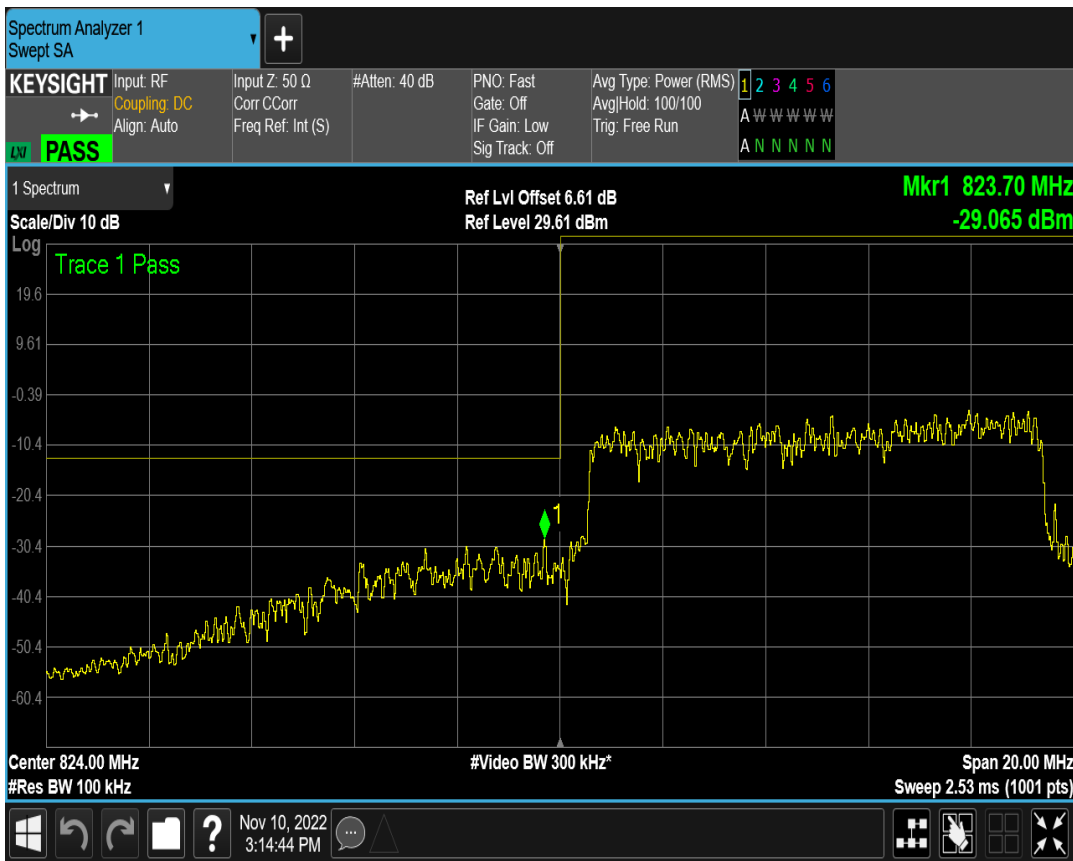 Spectrum Analyzer 1
Swept SA
+
KEYSIGHT
Input: RF
Coupling: DC
Align: Auto
Input Z: 50 Ω
Corr CCorr
Freq Ref: Int (S)
#Atten: 40 dB
PNO: Fast
Gate: Off
IF Gain: Low
Sig Track: Off
Avg Type: Power (RMS)
Avg|Hold: 100/100
Trig: Free Run
1 2 3 4 5 6
A W W W W W
A N N N N N
LXI PASS
1 Spectrum
Scale/Div 10 dB
Ref Lvl Offset 6.61 dB
Ref Level 29.61 dBm
Mkr1 823.70 MHz
-29.065 dBm
Log
Trace 1 Pass
19.6
9.61
-0.39
-10.4
-20.4
1
-30.4
-40.4
-50.4
-60.4
Center 824.00 MHz
#Video BW 300 kHz*
Span 20.00 MHz
#Res BW 100 kHz
Sweep 2.53 ms (1001 pts)
?
Nov 10, 2022
3:14:44 PM